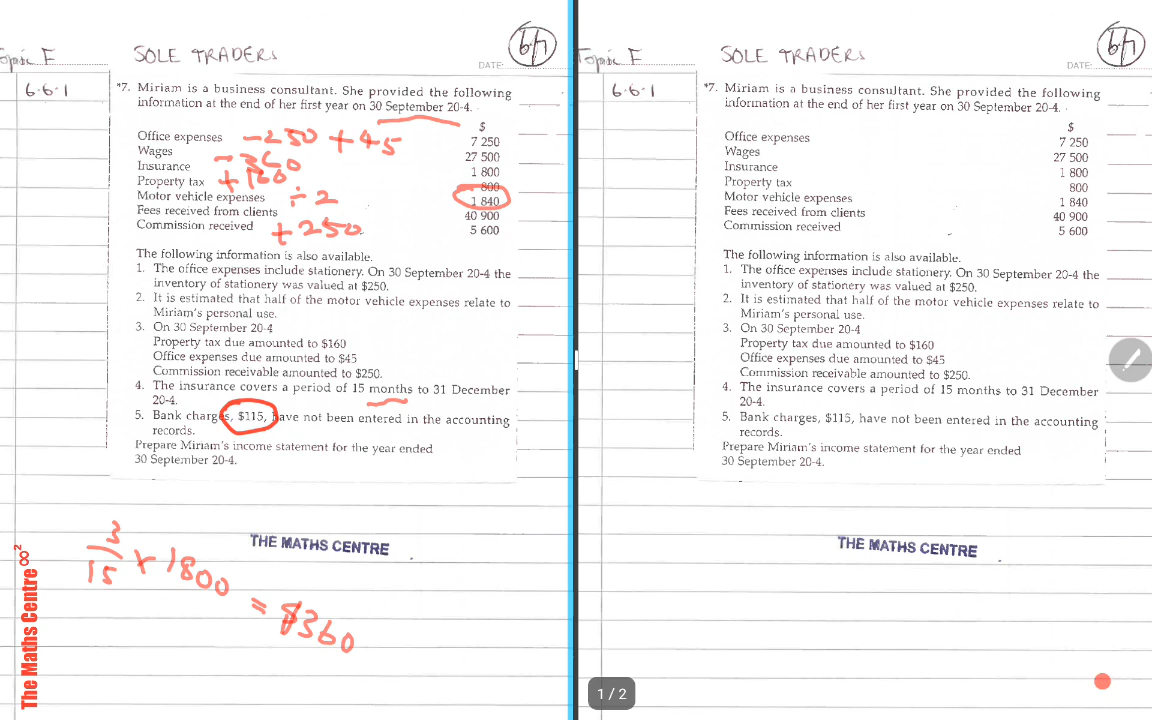 6-7
Topic F
SOLE TRADERS
DATE:
6.6.1
*7. Miriam is a business consultant. She provided the following
information at the end of her first year on 30 September 20-4.
$
Office expenses -250 +45 7 250
Wages 27 500
Insurance -360 1 800
Property tax +160 800
Motor vehicle expenses ÷2 1 840
Fees received from clients 40 900
Commission received +250 5 600
The following information is also available.
1. The office expenses include stationery. On 30 September 20-4 the
inventory of stationery was valued at $250.
2. It is estimated that half of the motor vehicle expenses relate to
Miriam's personal use.
3. On 30 September 20-4
Property tax due amounted to $160
Office expenses due amounted to $45
Commission receivable amounted to $250.
4. The insurance covers a period of 15 months to 31 December
20-4.
5. Bank charges, $115, have not been entered in the accounting
records.
Prepare Miriam's income statement for the year ended
30 September 20-4.
THE MATHS CENTRE
3/15 × 1800
= $360
The Maths Centre ∞²
6-7
Topic F
SOLE TRADERS
DATE:
6.6.1
*7. Miriam is a business consultant. She provided the following
information at the end of her first year on 30 September 20-4.
$
Office expenses 7 250
Wages 27 500
Insurance 1 800
Property tax 800
Motor vehicle expenses 1 840
Fees received from clients 40 900
Commission received 5 600
The following information is also available.
1. The office expenses include stationery. On 30 September 20-4 the
inventory of stationery was valued at $250.
2. It is estimated that half of the motor vehicle expenses relate to
Miriam's personal use.
3. On 30 September 20-4
Property tax due amounted to $160
Office expenses due amounted to $45
Commission receivable amounted to $250.
4. The insurance covers a period of 15 months to 31 December
20-4.
5. Bank charges, $115, have not been entered in the accounting
records.
Prepare Miriam's income statement for the year ended
30 September 20-4.
THE MATHS CENTRE
1 / 2